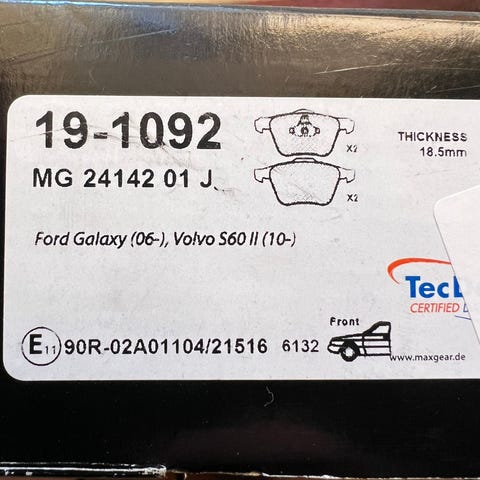 19-1092
MG 24142 01 J
X2
X2
THICKNESS
18.5mm
Ford Galaxy (06-), Volvo S60 II (10-)
CERTIFIED
E11 90R-02A01104/21516 6132
Front
www.maxgear.de